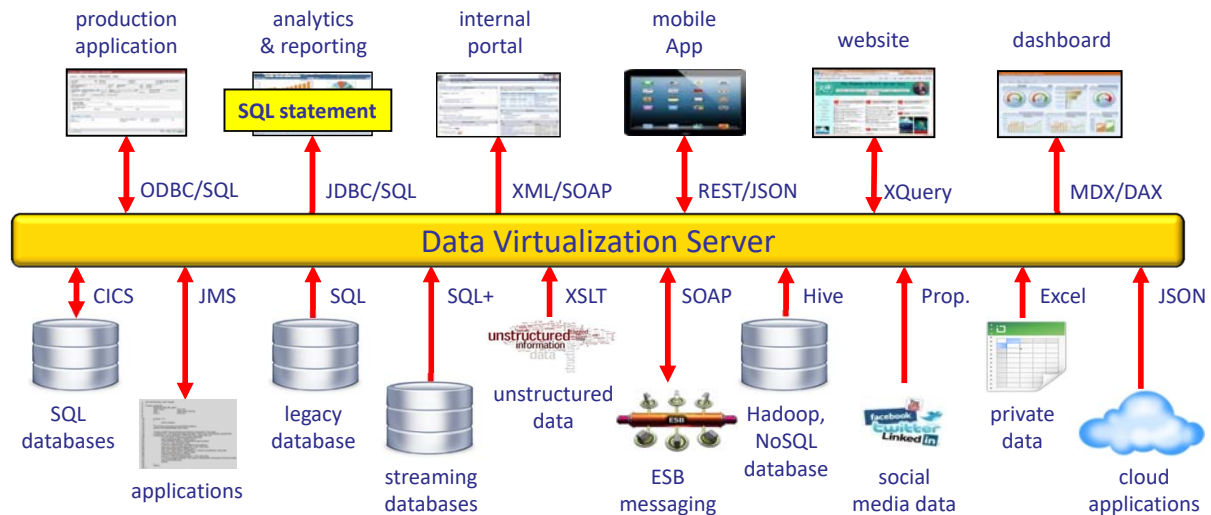 production
application
analytics
& reporting
internal
portal
mobile
App
website
dashboard
SQL statement
ODBC/SQL
JDBC/SQL
XML/SOAP
REST/JSON
XQuery
MDX/DAX
Data Virtualization Server
CICS
JMS
SQL
SQL+
XSLT
SOAP
Hive
Prop.
Excel
JSON
SQL
databases
applications
legacy
database
streaming
databases
unstructured
information
data
unstructured
data
ESB
ESB
messaging
Hadoop,
NoSQL
database
facebook
twitter
Linked in
social
media data
private
data
cloud
applications